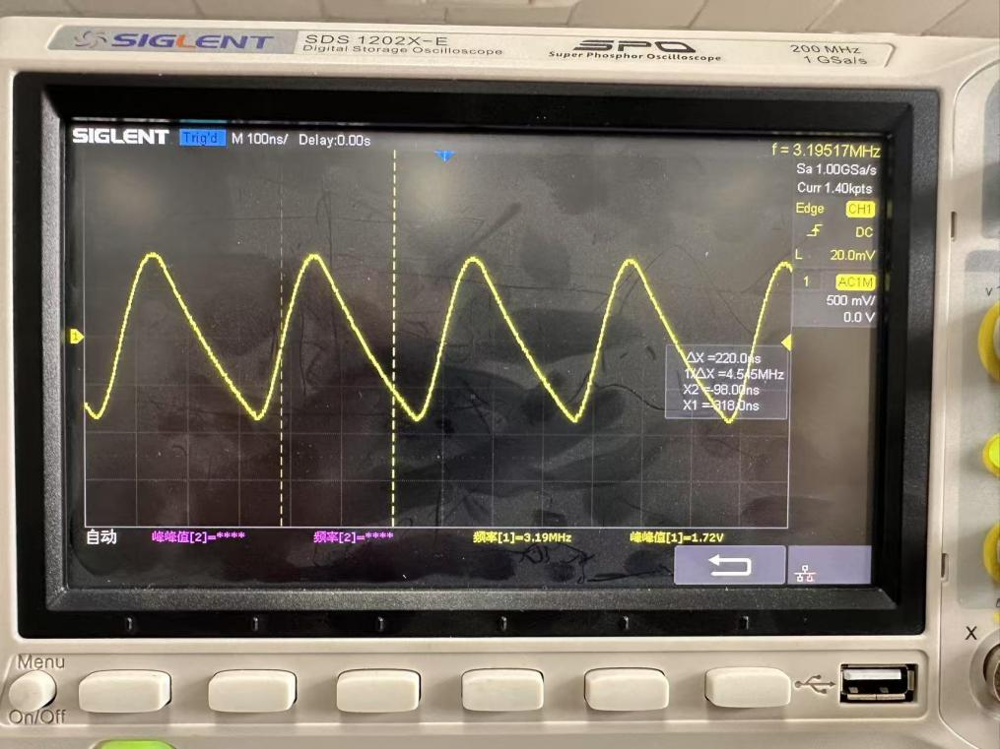 SIGLENT SDS 1202X-E
Digital Storage Oscilloscope
SPO
Super Phosphor Oscilloscope
200 MHz
1 GSa/s
SIGLENT Trig'd M 100ns/ Delay:0.00s
f = 3.19517MHz
Sa 1.00GSa/s
Curr 1.40kpts
Edge CH1
DC
L 20.0mV
1 AC1M
500 mV/
0.0 V
1
ΔX =220.0ns
1/ΔX =4.545MHz
X2 =-98.00ns
X1 =-318.0ns
自动 峰峰值[2]=**** 频率[2]=**** 频率[1]=3.19MHz 峰峰值[1]=1.72V
Menu
On/Off
X